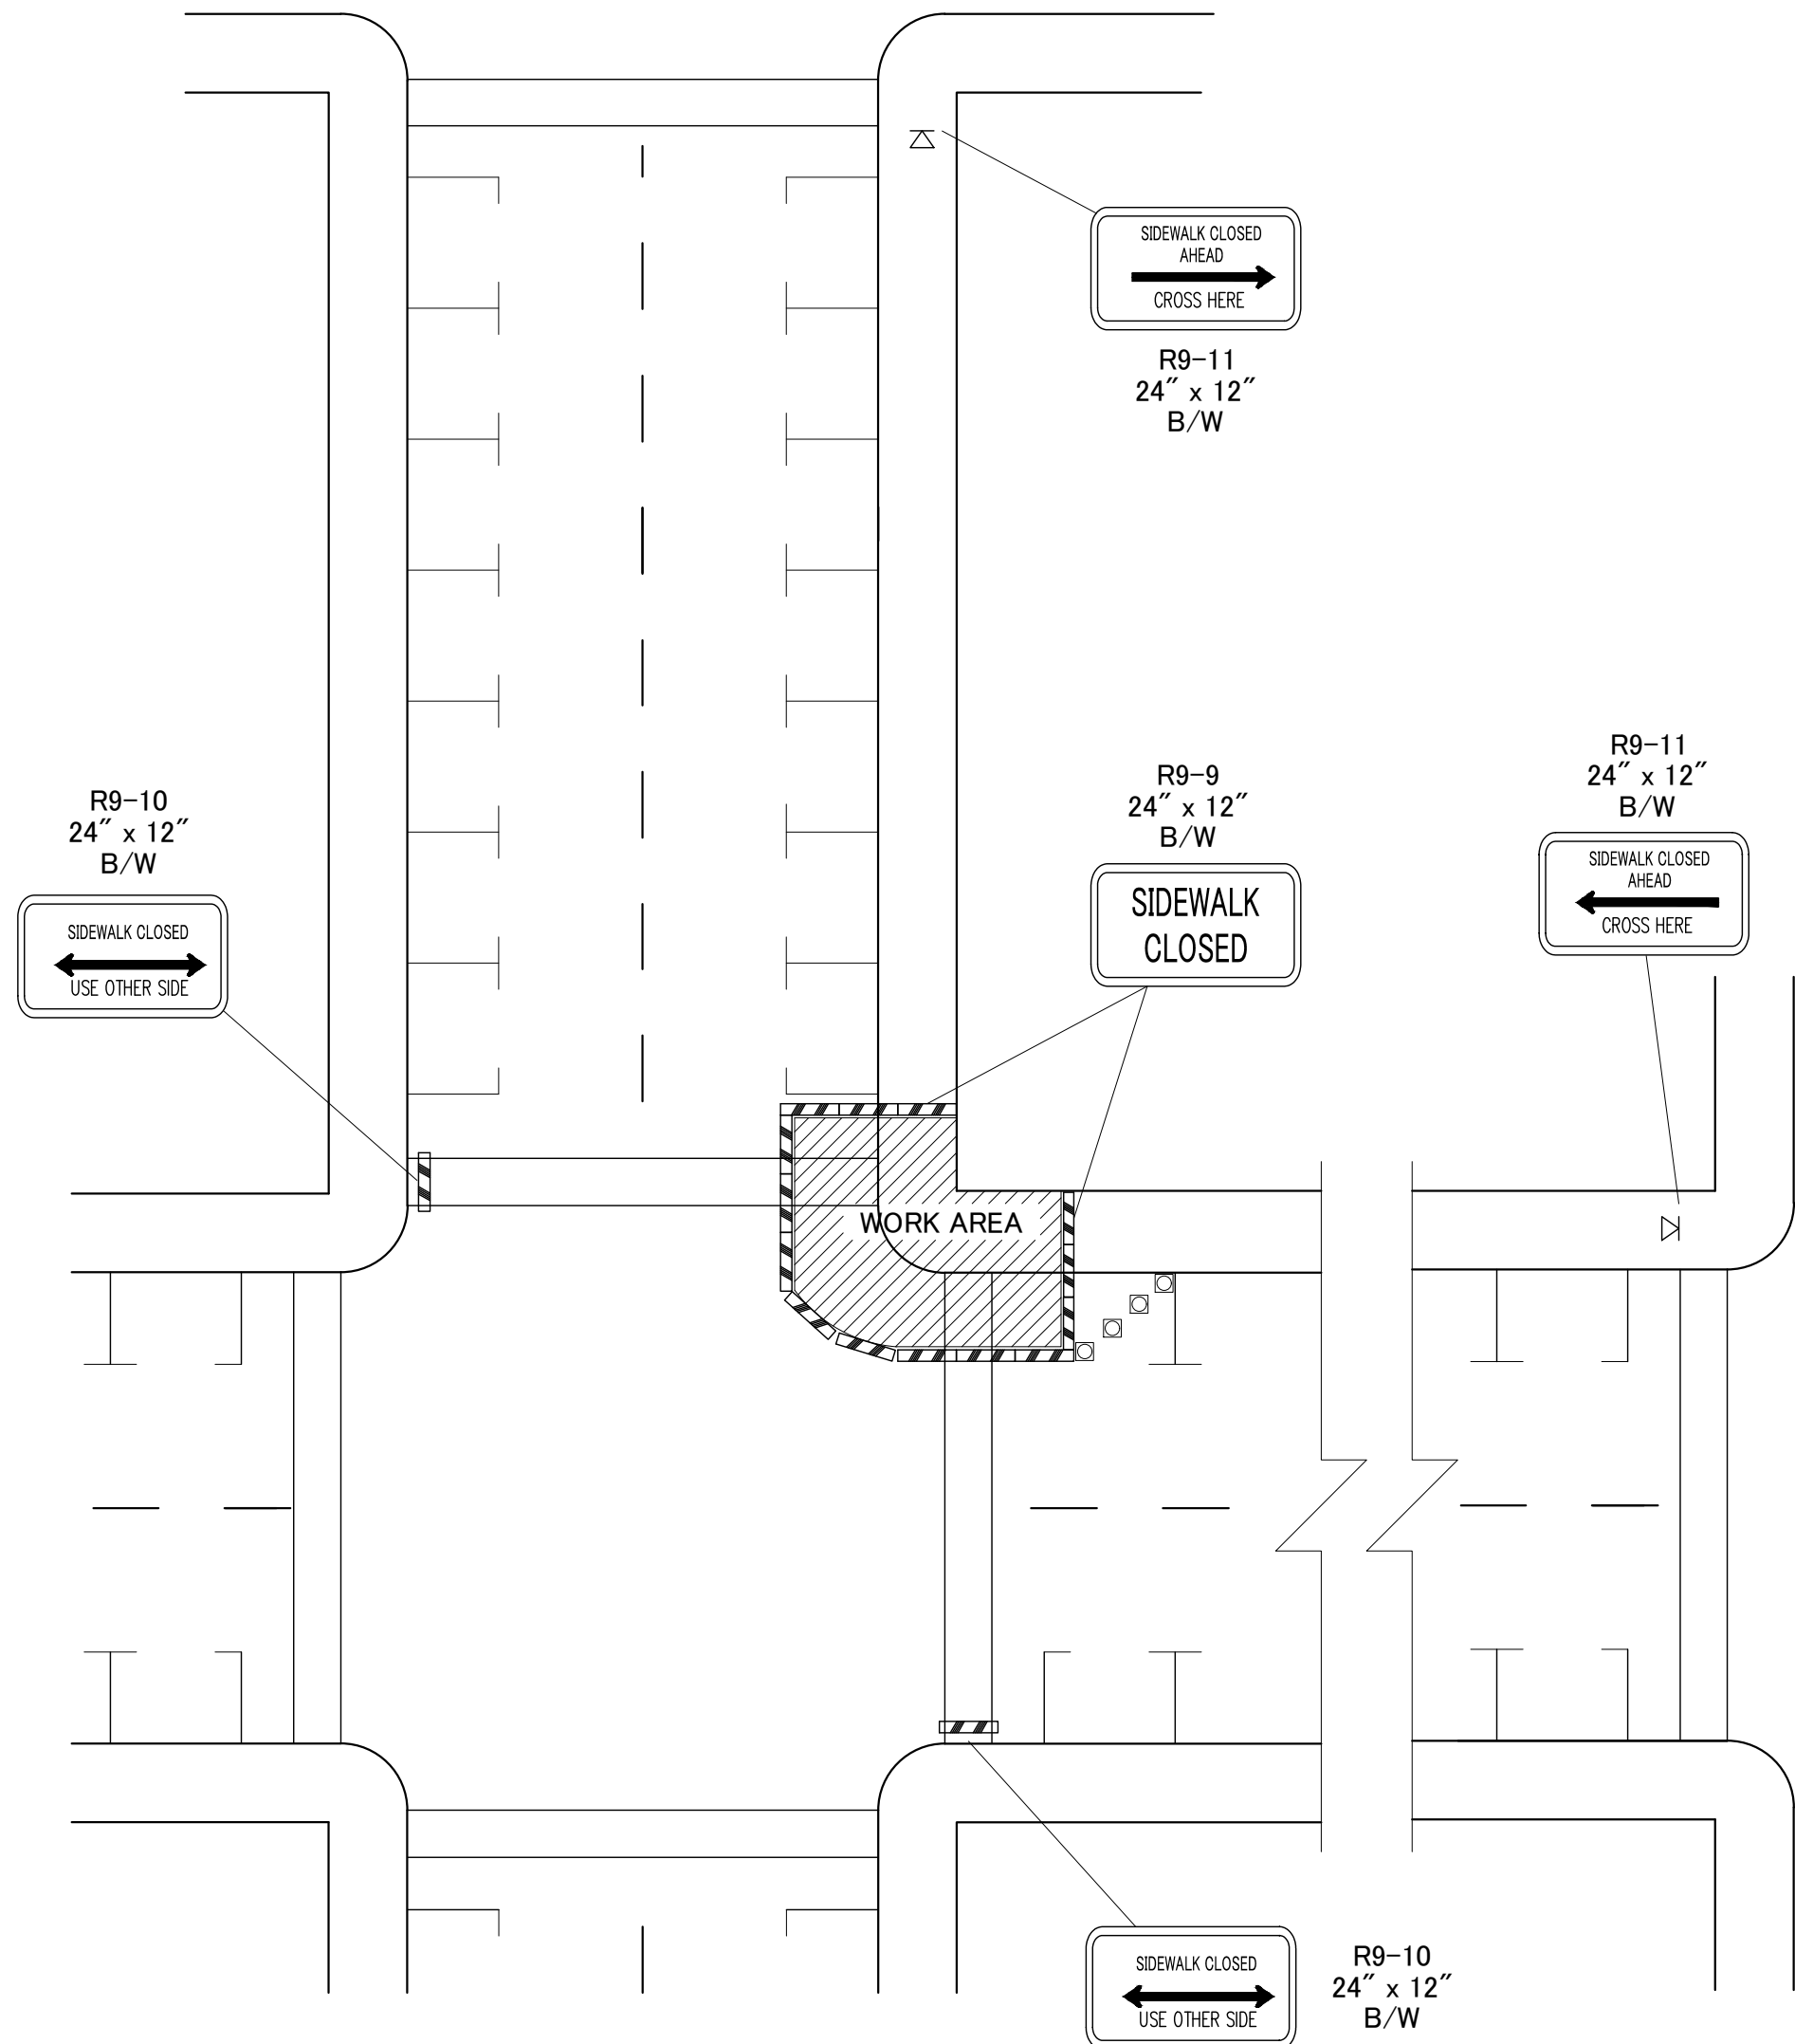 SIDEWALK CLOSED
AHEAD
CROSS HERE
R9-11
24" x 12"
B/W
R9-10
24" x 12"
B/W
SIDEWALK CLOSED
USE OTHER SIDE
R9-9
24" x 12"
B/W
SIDEWALK
CLOSED
R9-11
24" x 12"
B/W
SIDEWALK CLOSED
AHEAD
CROSS HERE
WORK AREA
SIDEWALK CLOSED
USE OTHER SIDE
R9-10
24" x 12"
B/W